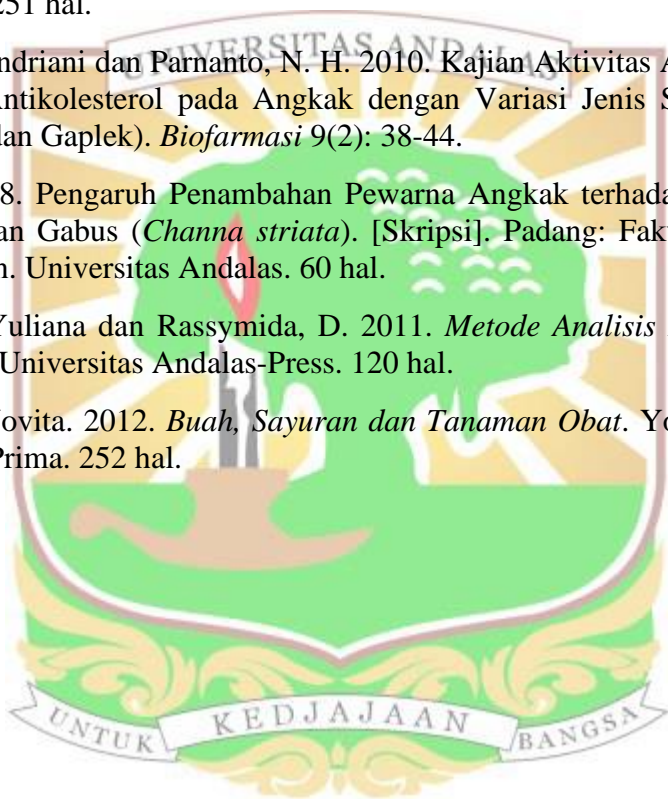 251 hal.
UNIVERSITAS ANDALAS
ndriani dan Parnanto, N. H. 2010. Kajian Aktivitas A
Antikolesterol pada Angkak dengan Variasi Jenis S
dan Gaplek). Biofarmasi 9(2): 38-44.
8. Pengaruh Penambahan Pewarna Angkak terhada
an Gabus (Channa striata). [Skripsi]. Padang: Fak
n. Universitas Andalas. 60 hal.
Yuliana dan Rassymida, D. 2011. Metode Analisis
Universitas Andalas-Press. 120 hal.
ovita. 2012. Buah, Sayuran dan Tanaman Obat. Yo
Prima. 252 hal.
UNTUK KEDJAJAAN BANGSA